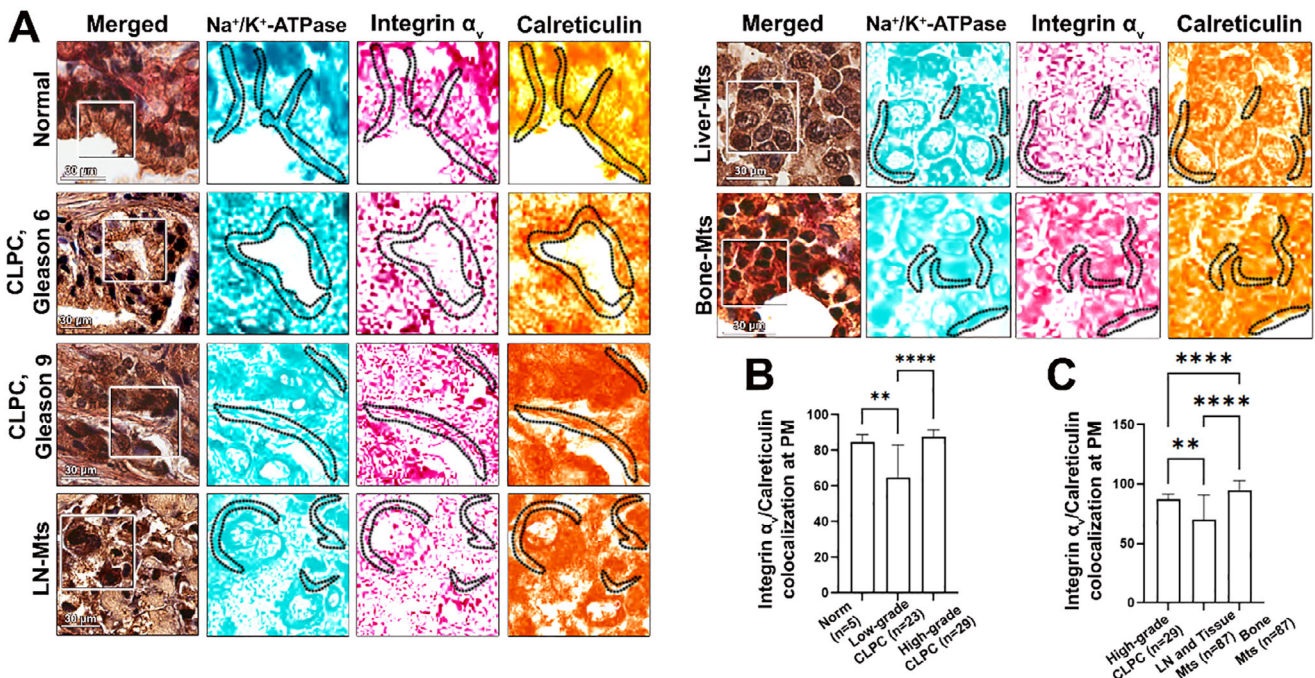 A
Merged Na⁺/K⁺-ATPase Integrin αᵥ Calreticulin
Normal
30 µm
CLPC,
Gleason 6
30 µm
CLPC,
Gleason 9
30 µm
LN-Mts
30 µm
Merged Na⁺/K⁺-ATPase Integrin αᵥ Calreticulin
Liver-Mts
30 µm
Bone-Mts
30 µm
B
Integrin αᵥ/Calreticulin
colocalization at PM
100
80
60
40
20
0
**
****
Norm
(n=5)
Low-grade
CLPC (n=23)
High-grade
CLPC (n=29)
C
Integrin αᵥ/Calreticulin
colocalization at PM
150
100
50
0
****
****
**
High-grade
CLPC (n=29)
LN and Tissue
Mts (n=87)
Bone
Mts (n=87)